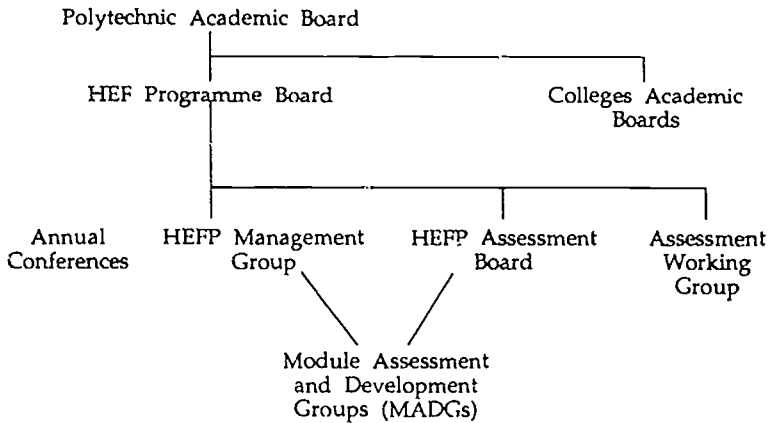 Polytechnic Academic Board
HEF Programme Board
Colleges Academic
Boards
Annual
Conferences
HEFP Management
Group
HEFP Assessment
Board
Assessment
Working
Group
Module Assessment
and Development
Groups (MADGs)